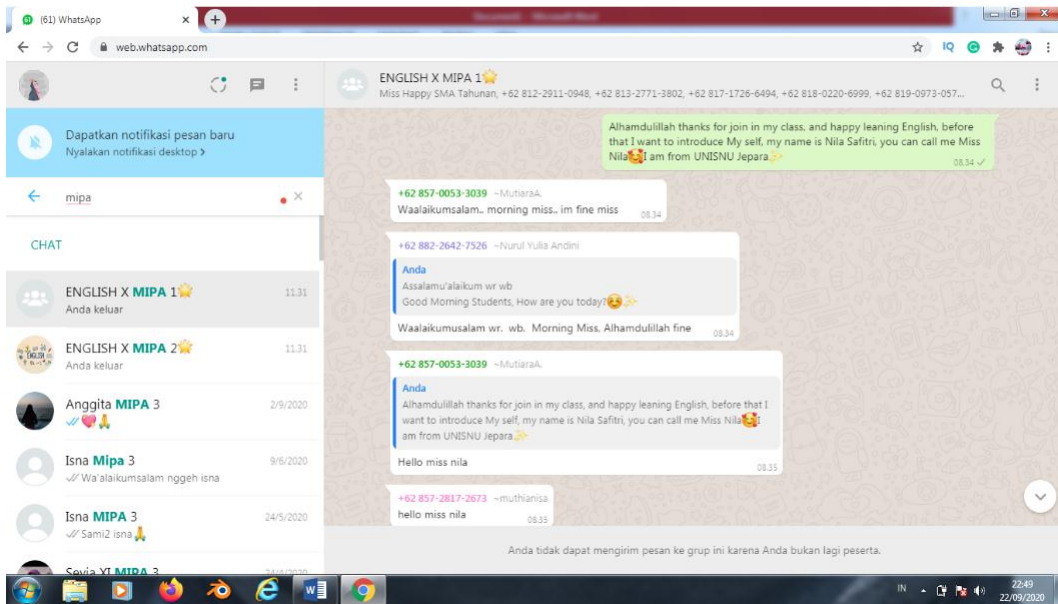 (61) WhatsApp
web.whatsapp.com
IQ
Dapatkan notifikasi pesan baru
Nyalakan notifikasi desktop >
mipa
CHAT
ENGLISH X MIPA 1🌟 11.31
Anda keluar
ENGLISH X MIPA 2🌟 11.31
Anda keluar
Anggita MIPA 3 2/9/2020
💗🙏
Isna Mipa 3 9/6/2020
Wa'alaikumsalam nggeh isna
Isna MIPA 3 24/5/2020
Sami2 isna🙏
Sevia XI MIPA 3
ENGLISH X MIPA 1🌟
Miss Happy SMA Tahunan, +62 812-2911-0948, +62 813-2771-3802, +62 817-1726-6494, +62 818-0220-6999, +62 819-0973-057...
Alhamdulillah thanks for join in my class, and happy leaning English, before
that I want to introduce My self, my name is Nila Safitri, you can call me Miss
Nila🥰I am from UNISNU Jepara.✨
08.34
+62 857-0053-3039 ~MutiaraA.
Waalaikumsalam.. morning miss.. im fine miss 08.34
+62 882-2642-7526 ~Nurul Yulia Andini
Anda
Assalamu'alaikum wr wb
Good Morning Students, How are you today?☺️✨
Waalaikumusalam wr. wb. Morning Miss, Alhamdulillah fine 08.34
+62 857-0053-3039 ~MutiaraA.
Anda
Alhamdulillah thanks for join in my class, and happy leaning English, before that I
want to introduce My self, my name is Nila Safitri, you can call me Miss Nila🥰I
am from UNISNU Jepara.✨
Hello miss nila 08.35
+62 857-2817-2673 ~muthianisa
hello miss nila 08.35
Anda tidak dapat mengirim pesan ke grup ini karena Anda bukan lagi peserta.
IN
22:49
22/09/2020